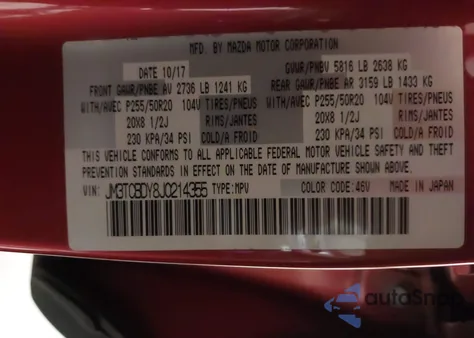 MFD. BY MAZDA MOTOR CORPORATION
DATE 10/17 GVWR/PNBV 5816 LB 2638 KG
FRONT GAWR/PNBE AV 2736 LB 1241 KG REAR GAWR/PNBE AR 3159 LB 1433 KG
WITH/AVEC P255/50R20 104V TIRES/PNEUS WITH/AVEC P255/50R20 104V TIRES/PNEUS
20X8 1/2J RIMS/JANTES 20X8 1/2J RIMS/JANTES
230 KPA/34 PSI COLD/A FROID 230 KPA/34 PSI COLD/A FROID
THIS VEHICLE CONFORMS TO ALL APPLICABLE FEDERAL MOTOR VEHICLE SAFETY AND THEFT
PREVENTION STANDARDS IN EFFECT ON THE DATE OF MANUFACTURE SHOWN ABOVE.
VIN: JM3TCBDY8J0214355 TYPE:MPV COLOR CODE:46V MADE IN JAPAN
autoSnap